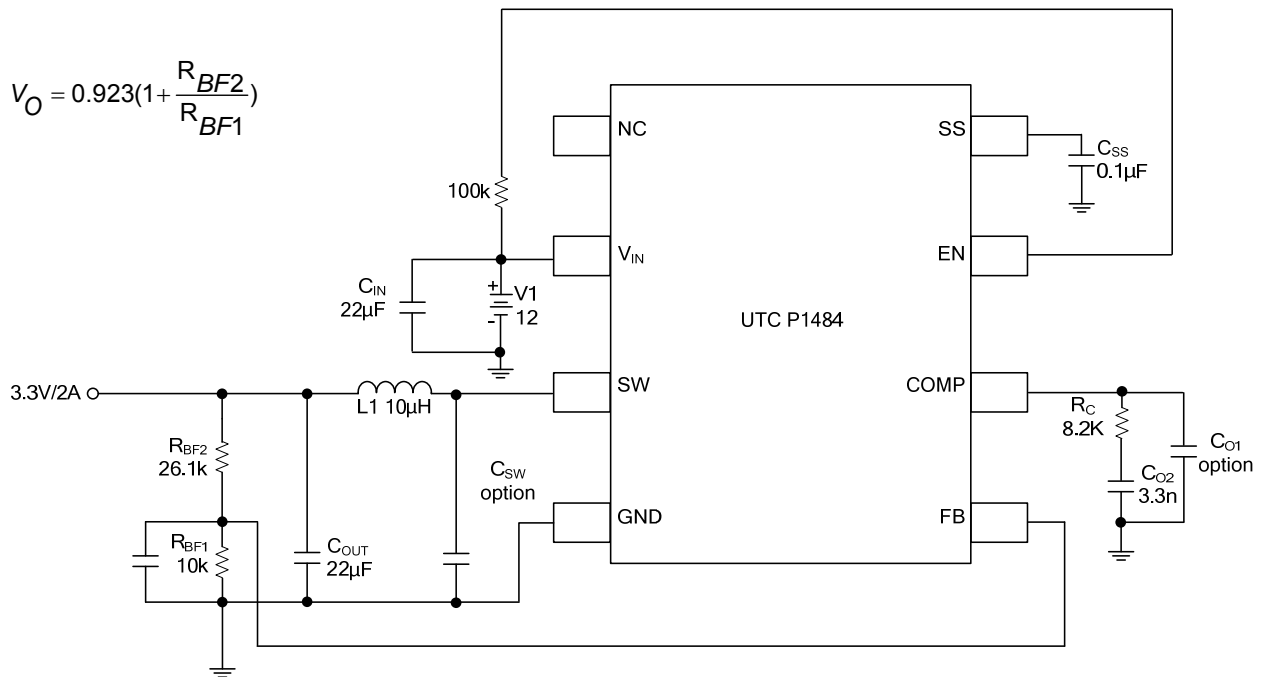 V_O = 0.923(1+ R_BF2 / R_BF1)
NC
SS
C_SS
0.1µF
100k
V_IN
EN
C_IN
22µF
+
V1
12
-
UTC P1484
3.3V/2A
SW
COMP
L1 10µH
R_C
8.2K
C_O1
option
R_BF2
26.1k
C_SW
option
C_O2
3.3n
GND
FB
R_BF1
10k
C_OUT
22µF